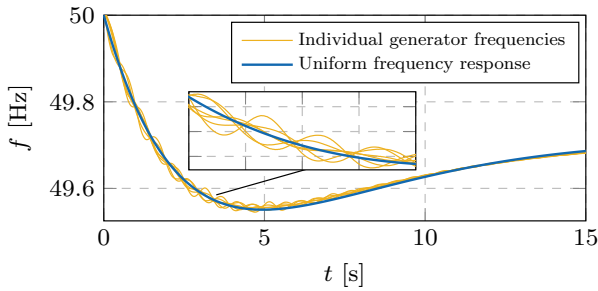 50
49.8
49.6
f [Hz]
Individual generator frequencies
Uniform frequency response
0
5
10
15
t [s]